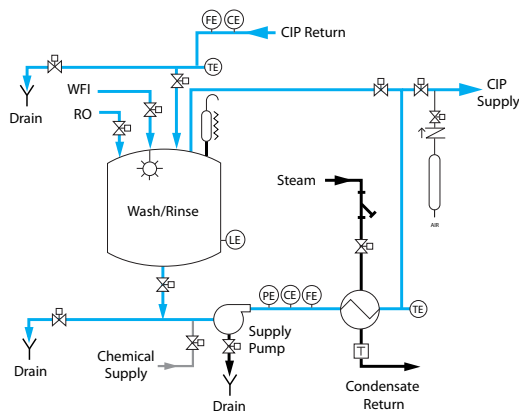 FE
CE
CIP Return
TE
WFI
RO
Drain
CIP
Supply
Wash/Rinse
Steam
AIR
LE
PE
CE
FE
TE
Supply
Pump
Chemical
Supply
Drain
T
Drain
Condensate
Return